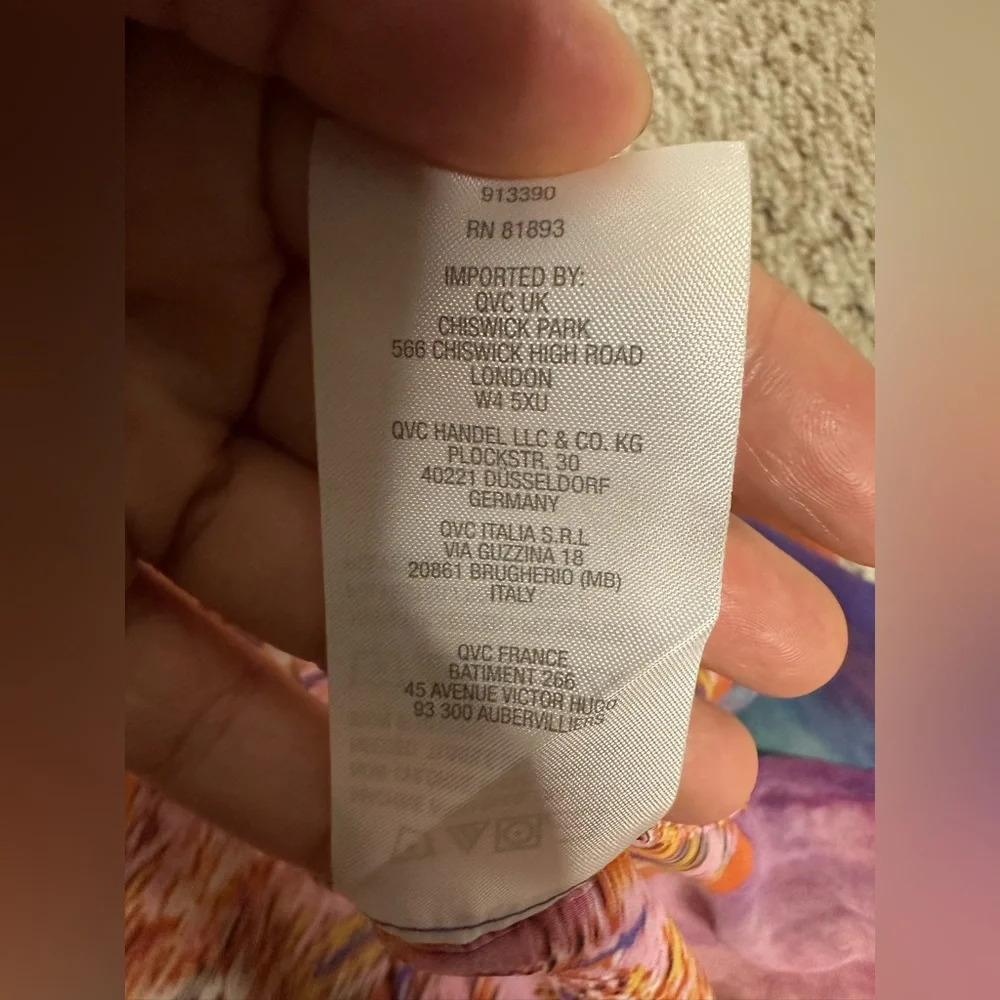 913390
RN 81893
IMPORTED BY:
QVC UK
CHISWICK PARK
566 CHISWICK HIGH ROAD
LONDON
W4 5XU
QVC HANDEL LLC & CO. KG
PLOCKSTR. 30
40221 DÜSSELDORF
GERMANY
QVC ITALIA S.R.L
VIA GUZZINA 18
20861 BRUGHERIO (MB)
ITALY
QVC FRANCE
BATIMENT 266
45 AVENUE VICTOR HUGO
93 300 AUBERVILLIERS